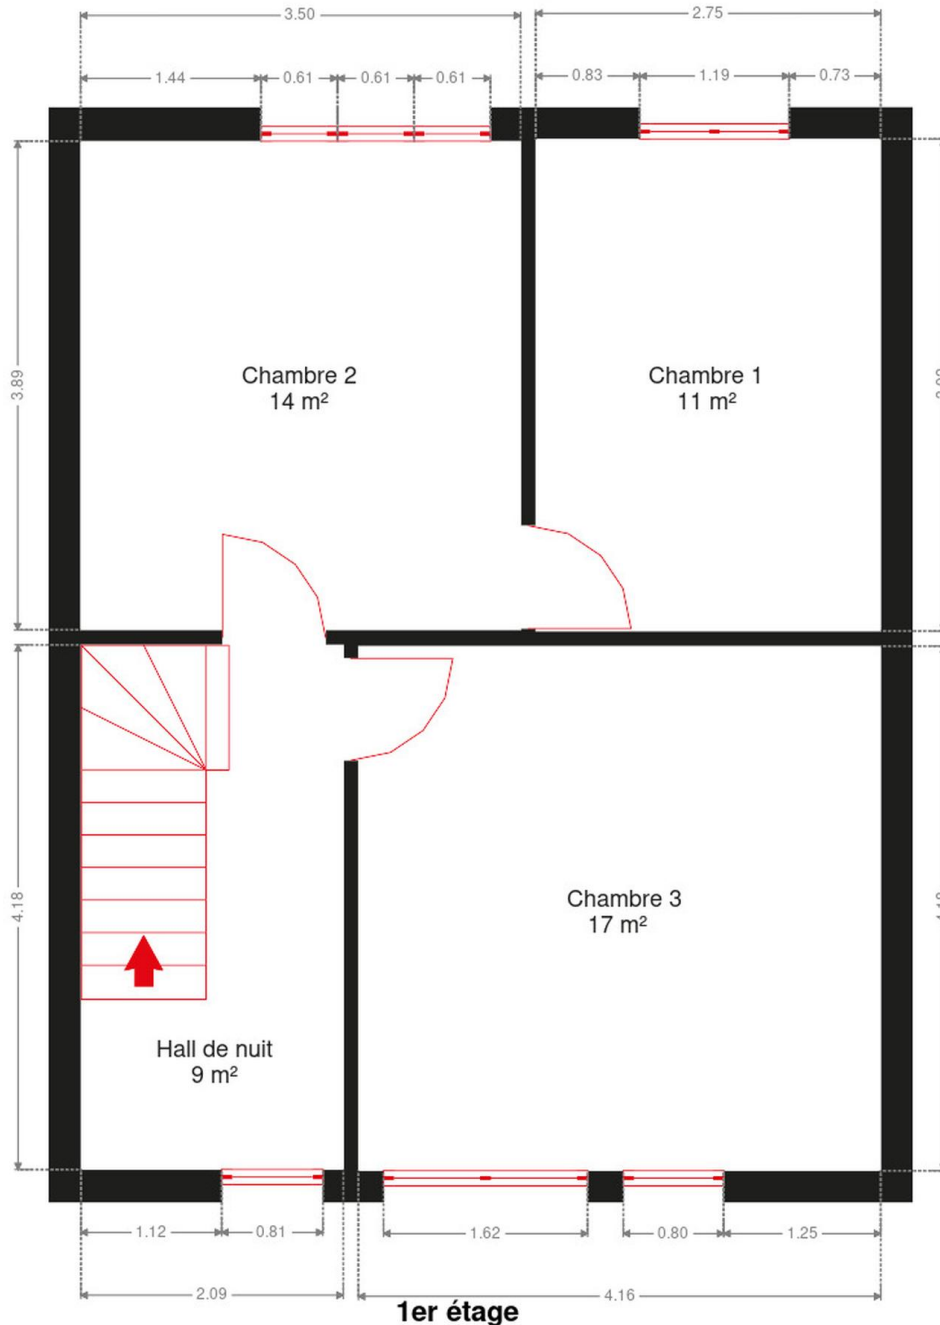 3.50
2.75
1.44
0.61
0.61
0.61
0.83
1.19
0.73
3.89
Chambre 2
14 m²
Chambre 1
11 m²
4.18
Chambre 3
17 m²
Hall de nuit
9 m²
1.12
0.81
1.62
0.80
1.25
2.09
4.16
1er étage